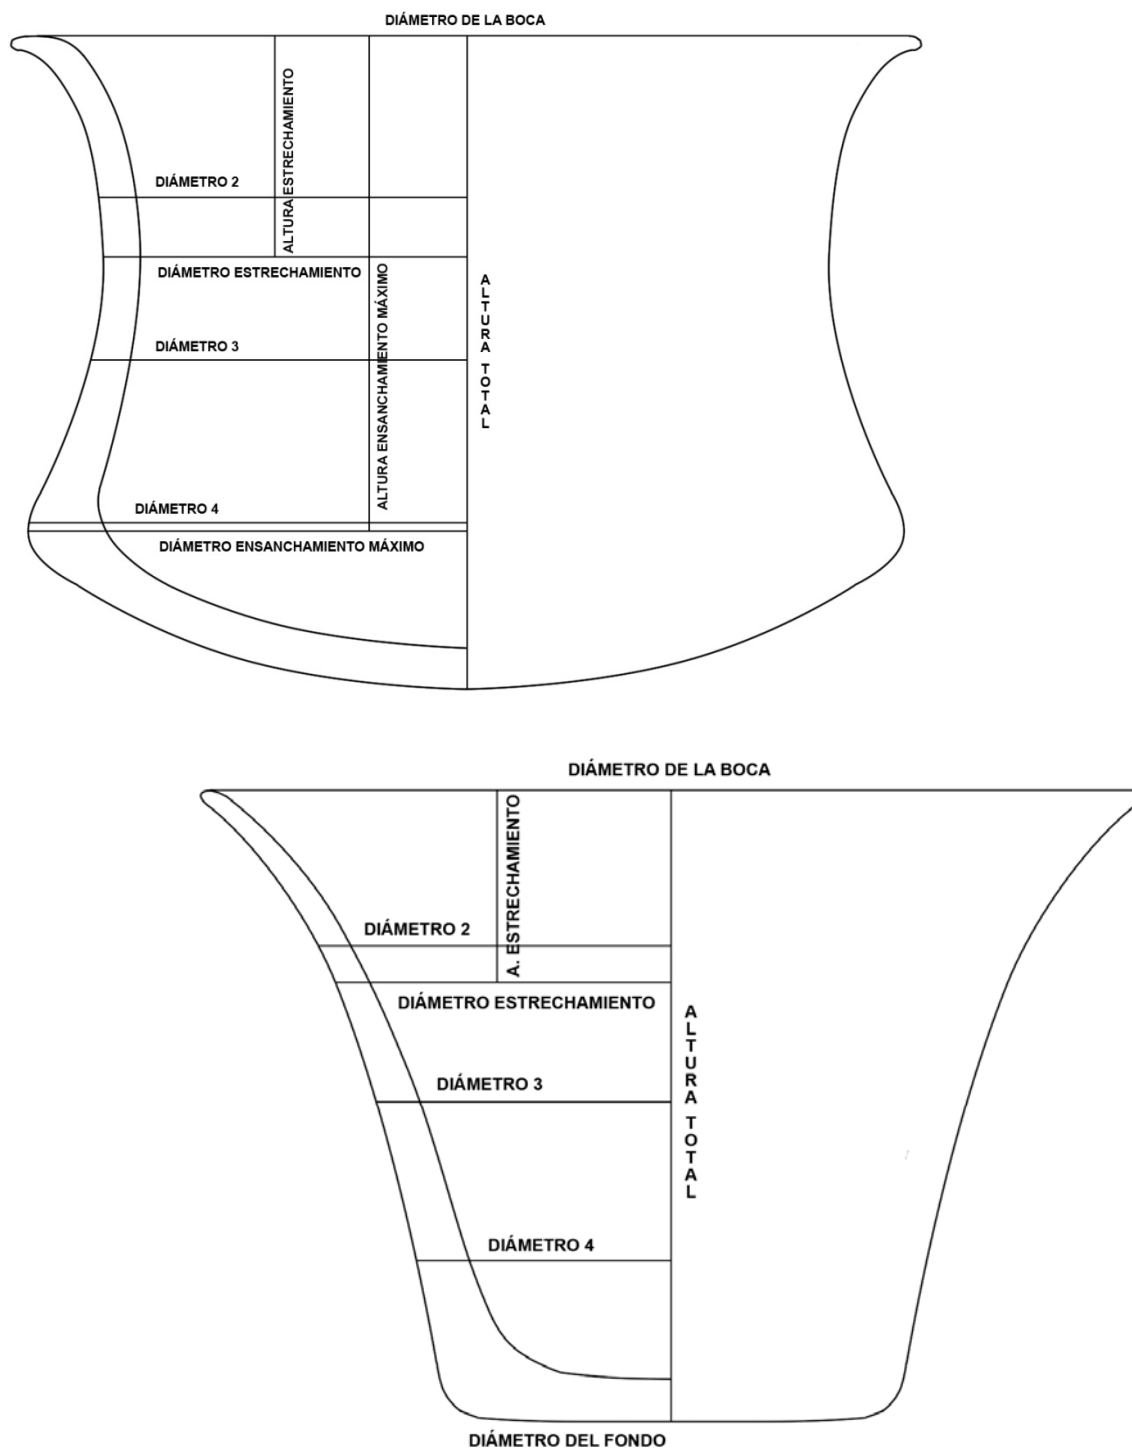 DIÁMETRO DE LA BOCA
ALTURA ESTRECHAMIENTO
DIÁMETRO 2
DIÁMETRO ESTRECHAMIENTO
ALTURA ENSANCHAMIENTO MÁXIMO
ALTURA TOTAL
DIÁMETRO 3
DIÁMETRO 4
DIÁMETRO ENSANCHAMIENTO MÁXIMO
DIÁMETRO DE LA BOCA
A. ESTRECHAMIENTO
DIÁMETRO 2
DIÁMETRO ESTRECHAMIENTO
ALTURA TOTAL
DIÁMETRO 3
DIÁMETRO 4
DIÁMETRO DEL FONDO